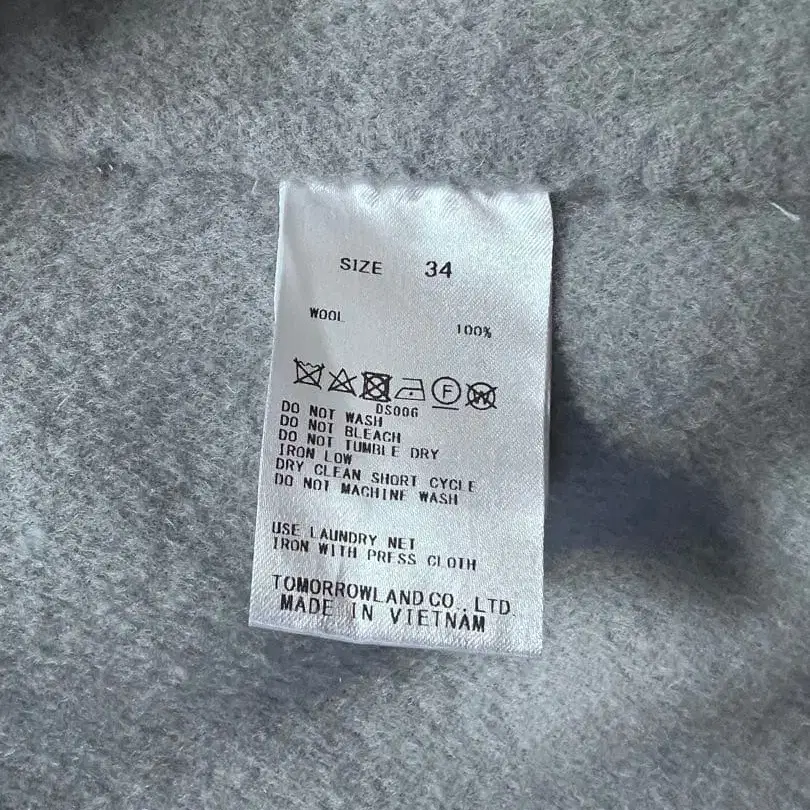 SIZE 34
WOOL 100%
F W
DS006
DO NOT WASH
DO NOT BLEACH
DO NOT TUMBLE DRY
IRON LOW
DRY CLEAN SHORT CYCLE
DO NOT MACHINE WASH
USE LAUNDRY NET
IRON WITH PRESS CLOTH
TOMORROWLAND CO., LTD.
MADE IN VIETNAM